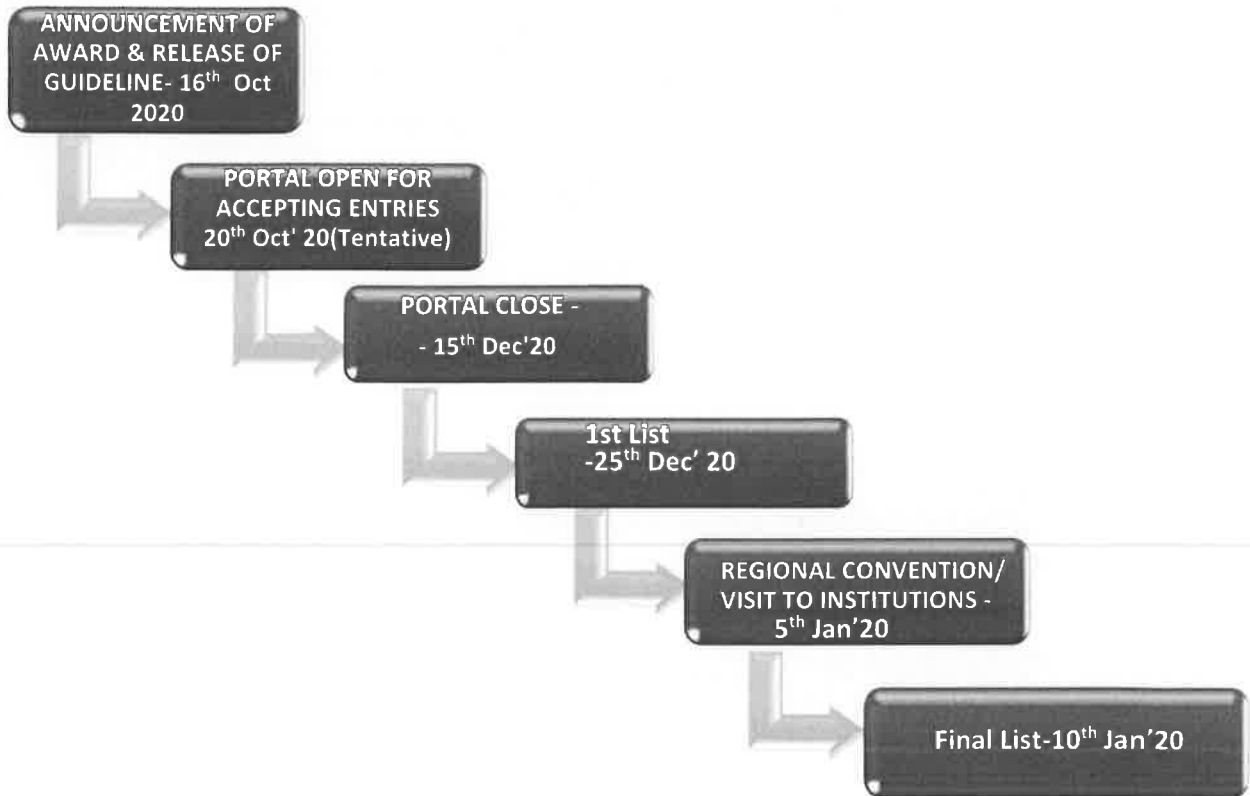 ANNOUNCEMENT OF
AWARD & RELEASE OF
GUIDELINE- 16th Oct
2020
PORTAL OPEN FOR
ACCEPTING ENTRIES
20th Oct' 20(Tentative)
PORTAL CLOSE -
- 15th Dec'20
1st List
-25th Dec’ 20
REGIONAL CONVENTION/
VISIT TO INSTITUTIONS -
5th Jan’20
Final List-10th Jan’20